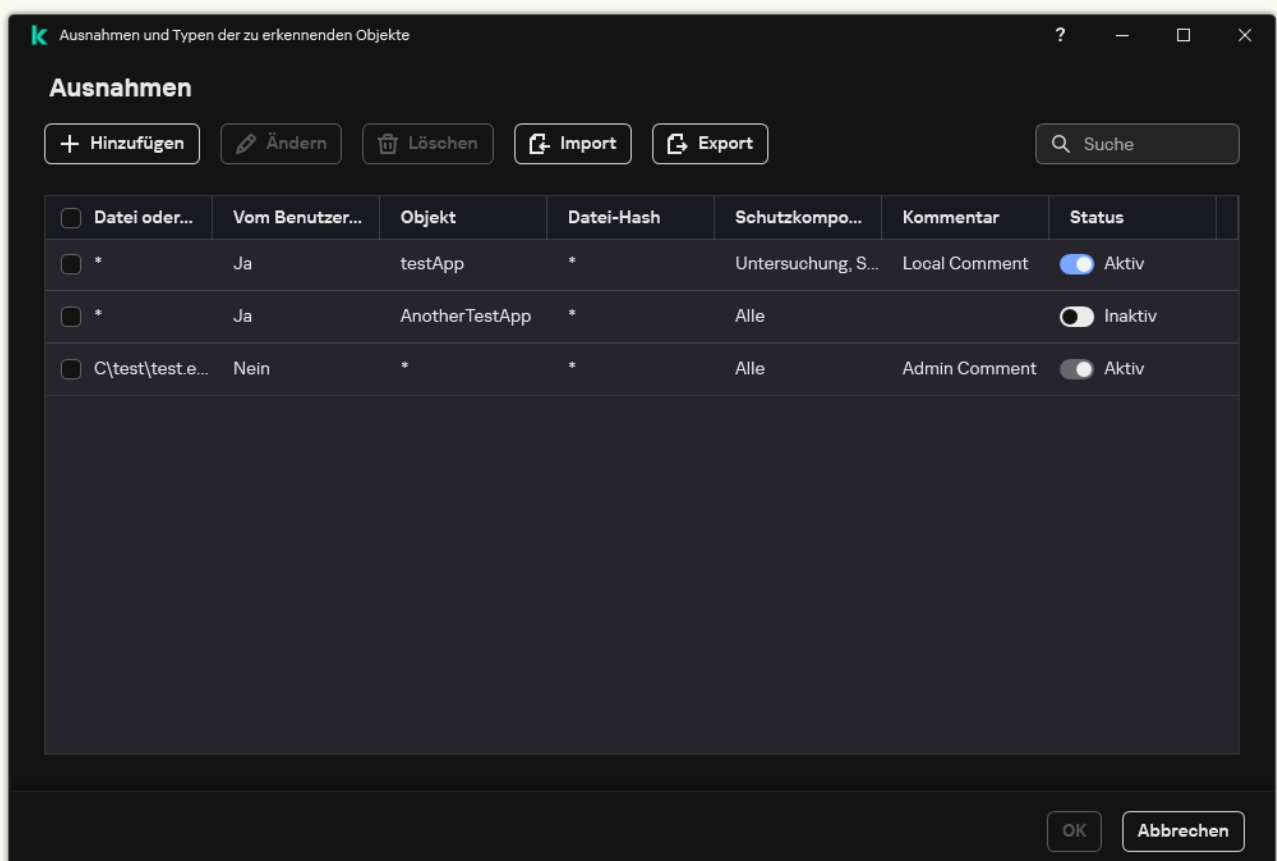 Ausnahmen und Typen der zu erkennenden Objekte ?
Ausnahmen
Hinzufügen Ändern Löschen Import Export Suche
Datei oder... Vom Benutzer... Objekt Datei-Hash Schutzkompo... Kommentar Status
* Ja testApp * Untersuchung, S... Local Comment Aktiv
* Ja AnotherTestApp * Alle Inaktiv
C\test\test.e... Nein * * Alle Admin Comment Aktiv
OK Abbrechen